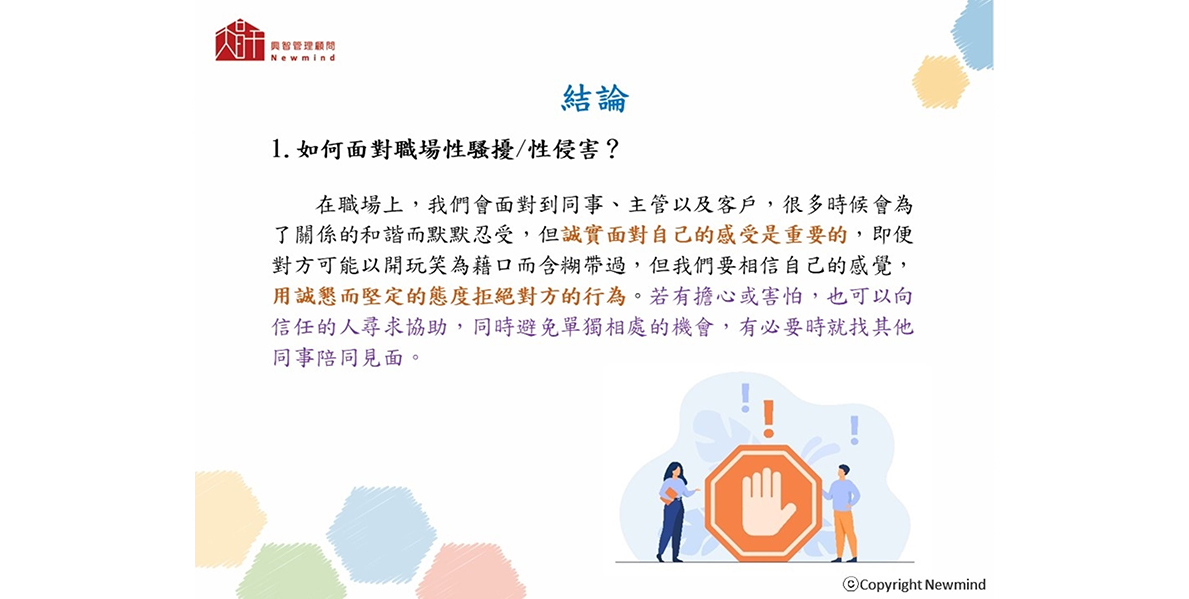 興智管理顧問
Newmind
結論
1. 如何面對職場性騷擾/性侵害？
在職場上，我們會面對到同事、主管以及客戶，很多時候會為
了關係的和諧而默默忍受，但誠實面對自己的感受是重要的，即便
對方可能以開玩笑為藉口而含糊帶過，但我們要相信自己的感覺，
用誠懇而堅定的態度拒絕對方的行為。若有擔心或害怕，也可以向
信任的人尋求協助，同時避免單獨相處的機會，有必要時就找其他
同事陪同見面。
ⓒCopyright Newmind